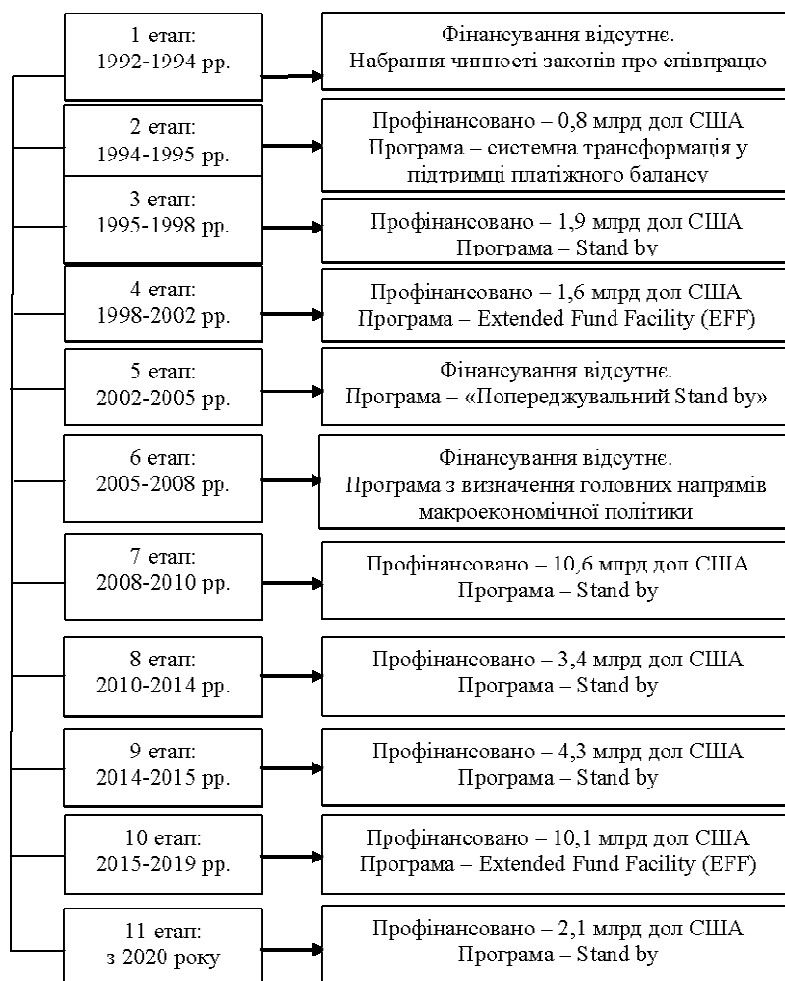 1 етап:
1992-1994 рр.
Фінансування відсутнє.
Набрання чинності законів про співпрацю
2 етап:
1994-1995 рр.
Профінансовано – 0,8 млрд дол США
Програма – системна трансформація у
підтримці платіжного балансу
3 етап:
1995-1998 рр.
Профінансовано – 1,9 млрд дол США
Програма – Stand by
4 етап:
1998-2002 рр.
Профінансовано – 1,6 млрд дол США
Програма – Extended Fund Facility (EFF)
5 етап:
2002-2005 рр.
Фінансування відсутнє.
Програма – «Попереджувальний Stand by»
6 етап:
2005-2008 рр.
Фінансування відсутнє.
Програма з визначення головних напрямів
макроекономічної політики
7 етап:
2008-2010 рр.
Профінансовано – 10,6 млрд дол США
Програма – Stand by
8 етап:
2010-2014 рр.
Профінансовано – 3,4 млрд дол США
Програма – Stand by
9 етап:
2014-2015 рр.
Профінансовано – 4,3 млрд дол США
Програма – Stand by
10 етап:
2015-2019 рр.
Профінансовано – 10,1 млрд дол США
Програма – Extended Fund Facility (EFF)
11 етап:
з 2020 року
Профінансовано – 2,1 млрд дол США
Програма – Stand by